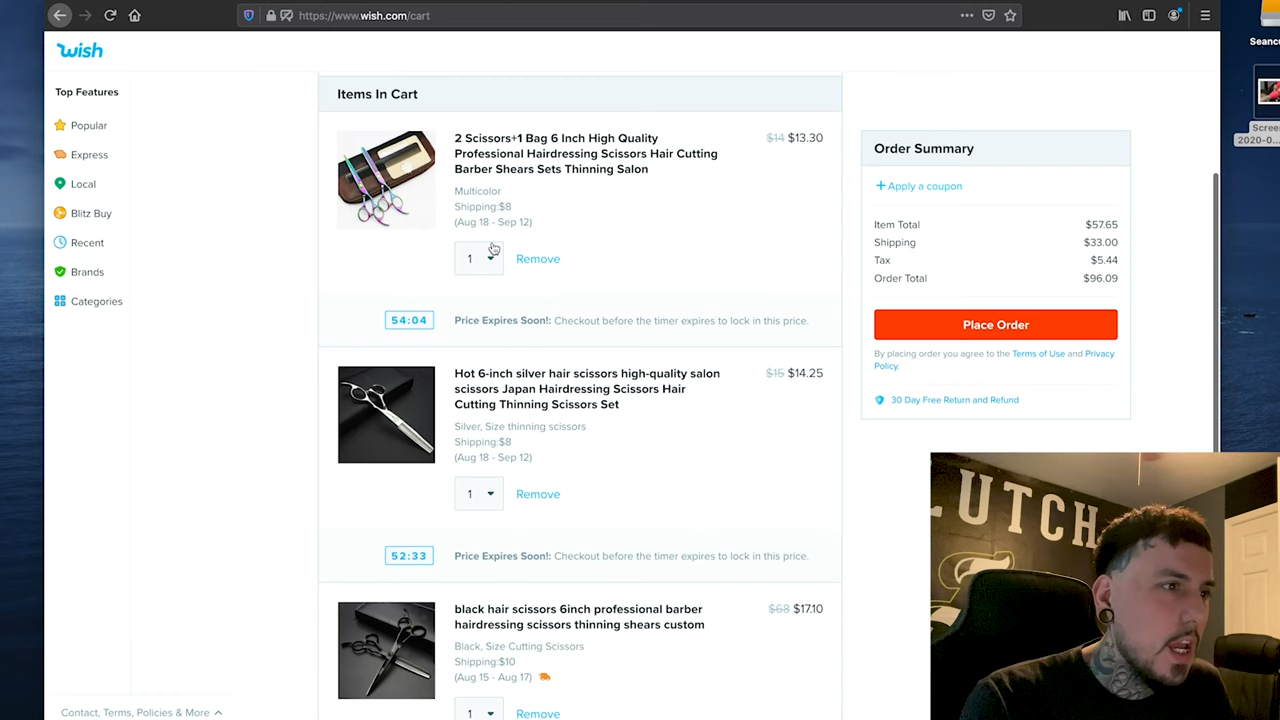 https://www.wish.com/cart
Seanc
wish
Top Features
Popular
Express
Local
Blitz Buy
Recent
Brands
Categories
Contact, Terms, Policies & More
Items In Cart
2 Scissors+1 Bag 6 Inch High Quality
Professional Hairdressing Scissors Hair Cutting
Barber Shears Sets Thinning Salon
$14 $13.30
Multicolor
Shipping:$8
(Aug 18 - Sep 12)
1
Remove
54:04
Price Expires Soon!: Checkout before the timer expires to lock in this price.
Hot 6-inch silver hair scissors high-quality salon
scissors Japan Hairdressing Scissors Hair
Cutting Thinning Scissors Set
$15 $14.25
Silver, Size thinning scissors
Shipping:$8
(Aug 18 - Sep 12)
1
Remove
52:33
Price Expires Soon!: Checkout before the timer expires to lock in this price.
black hair scissors 6inch professional barber
hairdressing scissors thinning shears custom
$68 $17.10
Black, Size Cutting Scissors
Shipping:$10
(Aug 15 - Aug 17)
1
Remove
Order Summary
+ Apply a coupon
Item Total $57.65
Shipping $33.00
Tax $5.44
Order Total $96.09
Place Order
By placing order you agree to the Terms of Use and Privacy
Policy.
30 Day Free Return and Refund
Scree
2020-0
LUTCH